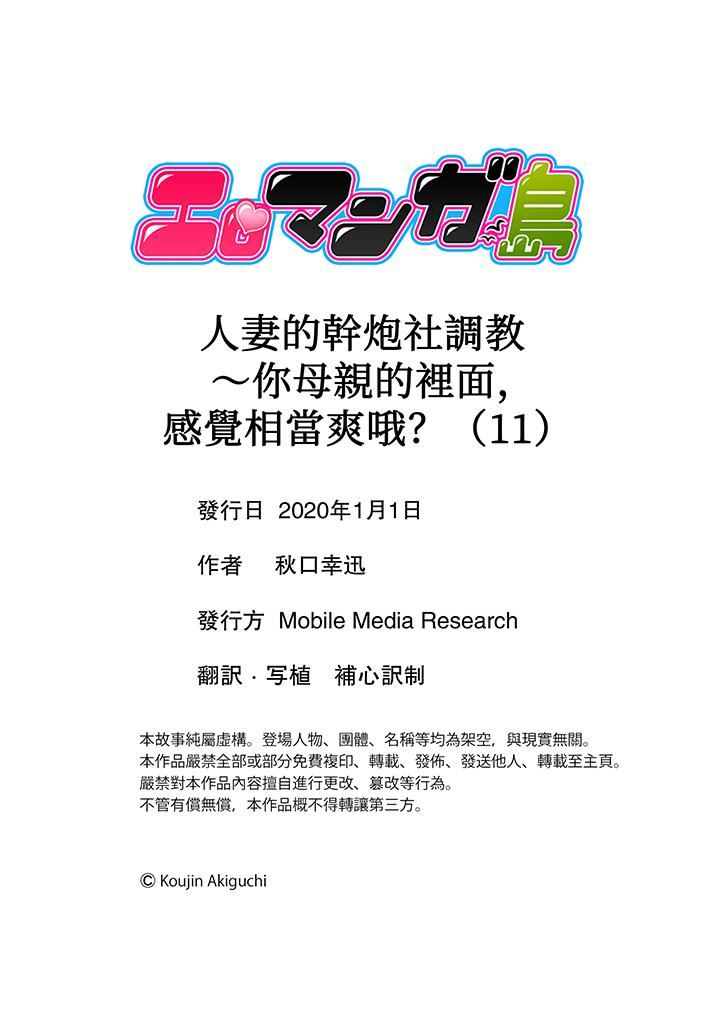 エロマンガ島
人妻的幹炮社調教
～你母親的裡面，
感覺相當爽哦？（11）
發行日 2020年1月1日
作者 秋口幸迅
發行方 Mobile Media Research
翻訳・写植 補心訳制
本故事純屬虛構。登場人物、團體、名稱等均為架空，與現實無關。
本作品嚴禁全部或部分免費複印、轉載、發佈、發送他人、轉載至主頁。
嚴禁對本作品內容擅自進行更改、篡改等行為。
不管有償無償，本作品概不得轉讓第三方。
© Koujin Akiguchi